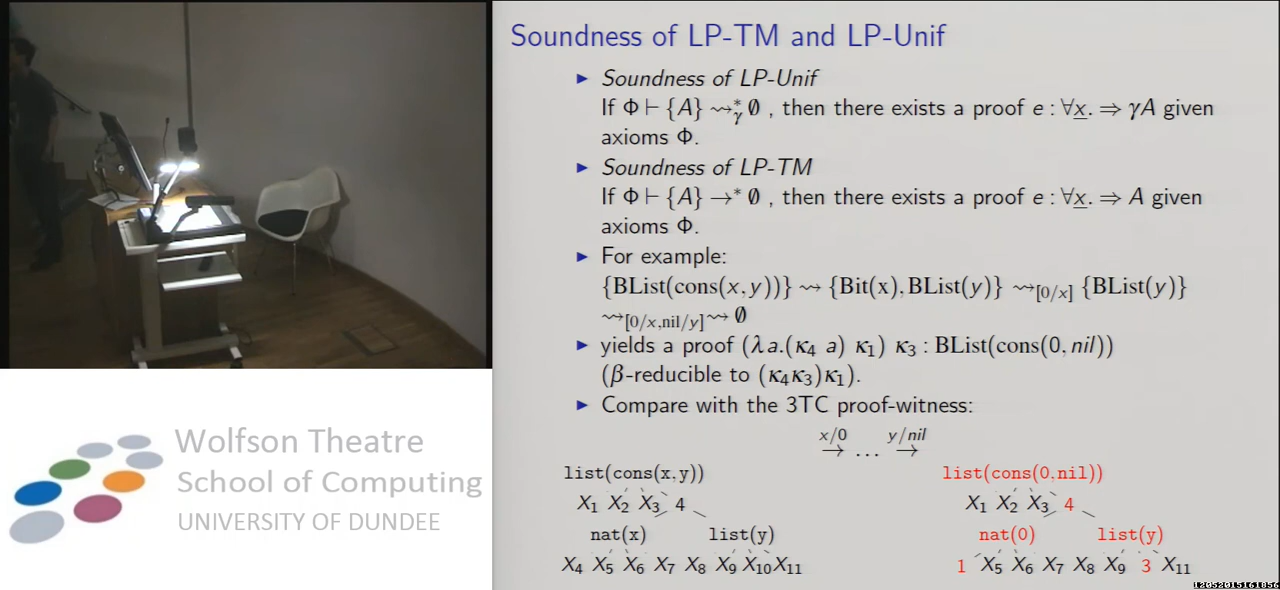 Soundness of LP-TM and LP-Unif
▶ Soundness of LP-Unif
If Φ ⊢ {A} ⇝*γ ∅ , then there exists a proof e : ∀x. ⇒ γA given
axioms Φ.
▶ Soundness of LP-TM
If Φ ⊢ {A} →* ∅ , then there exists a proof e : ∀x. ⇒ A given
axioms Φ.
▶ For example:
{BList(cons(x, y))} ⇝ {Bit(x), BList(y)} ⇝[0/x] {BList(y)}
⇝[0/x,nil/y]⇝ ∅
▶ yields a proof (λa.(κ4 a) κ1) κ3 : BList(cons(0, nil))
(β-reducible to (κ4κ3)κ1).
▶ Compare with the 3TC proof-witness:
x/0 → … y/nil →
list(cons(x,y)) list(cons(0,nil))
X1 X2 X3 4 X1 X2 X3 4
nat(x) list(y) nat(0) list(y)
X4 X5 X6 X7 X8 X9 X10 X11 1 X5 X6 X7 X8 X9 3 X11
Wolfson Theatre
School of Computing
UNIVERSITY OF DUNDEE
12052015161856